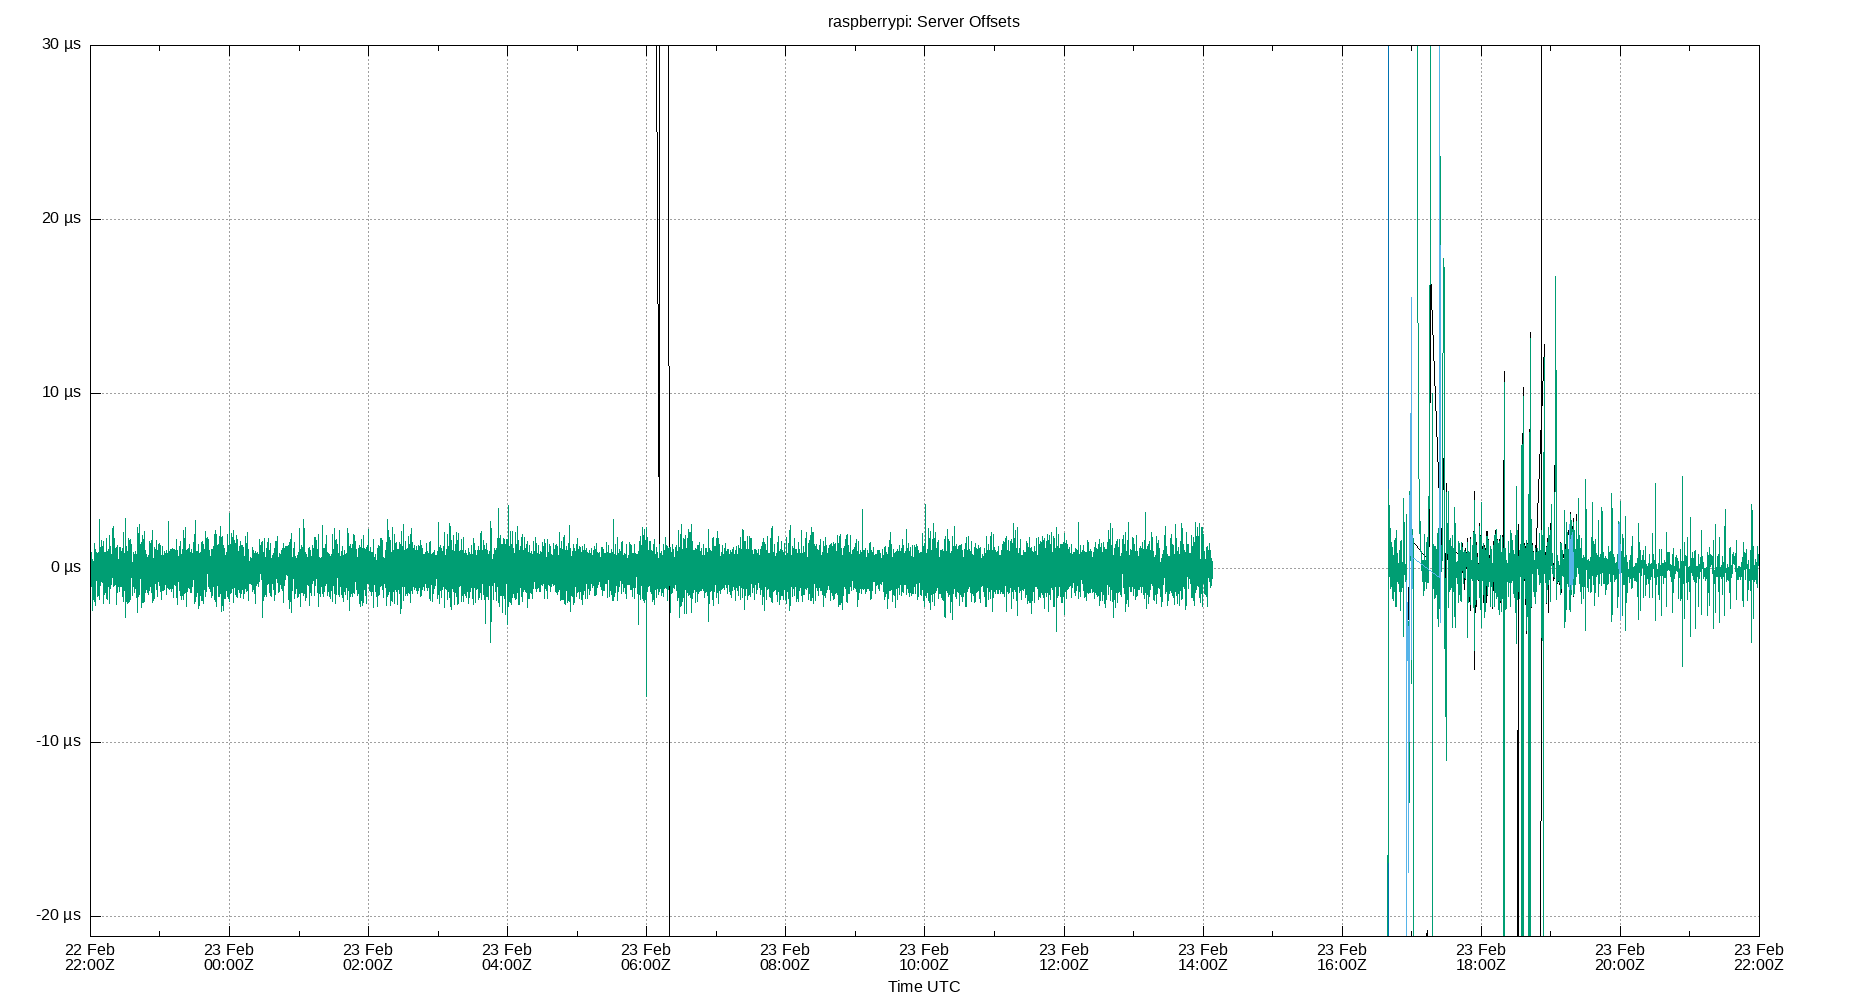 raspberrypi: Server Offsets
30 µs
20 µs
10 µs
0 µs
-10 µs
-20 µs
22 Feb
22:00Z
23 Feb
00:00Z
23 Feb
02:00Z
23 Feb
04:00Z
23 Feb
06:00Z
23 Feb
08:00Z
23 Feb
10:00Z
23 Feb
12:00Z
23 Feb
14:00Z
23 Feb
16:00Z
23 Feb
18:00Z
23 Feb
20:00Z
23 Feb
22:00Z
Time UTC